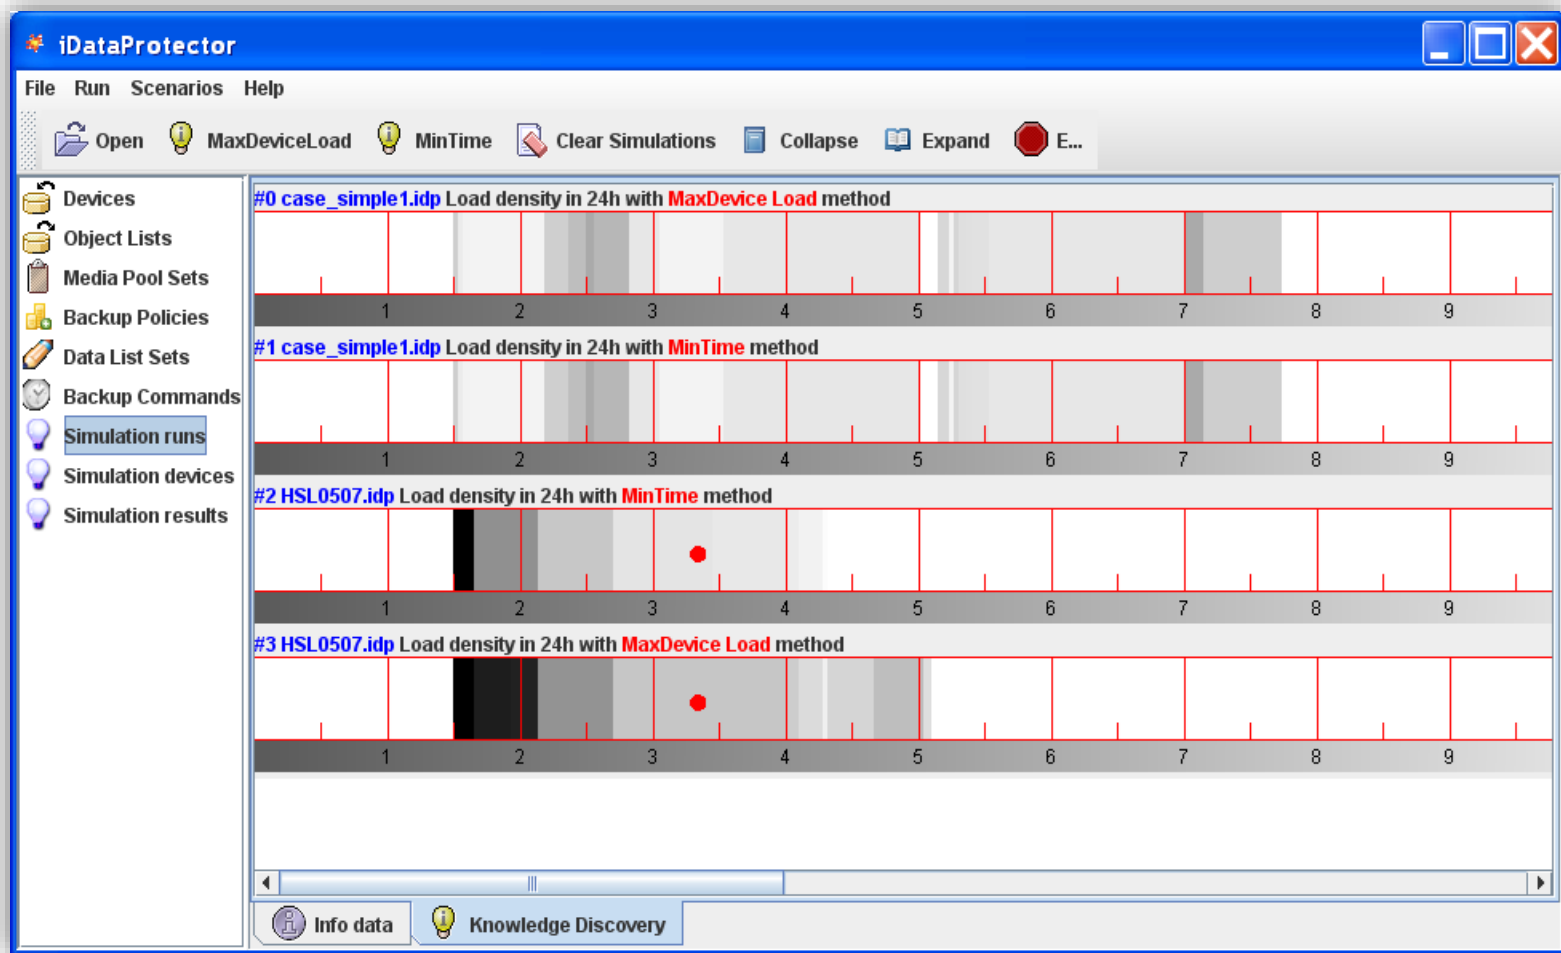 iDataProtector
File Run Scenarios Help
Open MaxDeviceLoad MinTime Clear Simulations Collapse Expand E...
Devices
Object Lists
Media Pool Sets
Backup Policies
Data List Sets
Backup Commands
Simulation runs
Simulation devices
Simulation results
#0 case_simple1.idp Load density in 24h with MaxDevice Load method
1 2 3 4 5 6 7 8 9
#1 case_simple1.idp Load density in 24h with MinTime method
1 2 3 4 5 6 7 8 9
#2 HSL0507.idp Load density in 24h with MinTime method
1 2 3 4 5 6 7 8 9
#3 HSL0507.idp Load density in 24h with MaxDevice Load method
1 2 3 4 5 6 7 8 9
Info data Knowledge Discovery